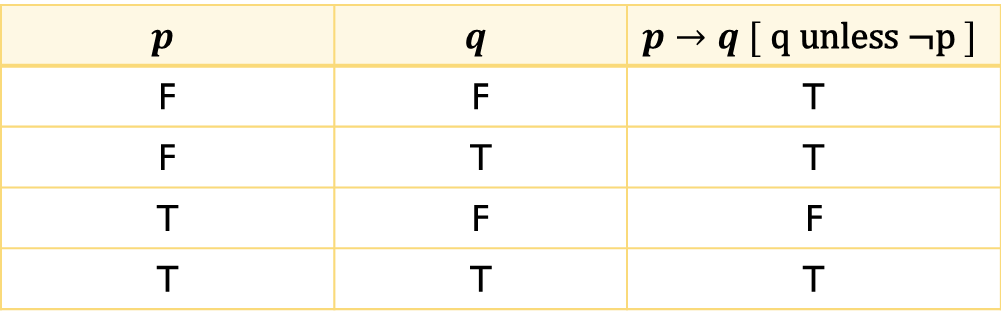 p q p → q [ q unless ¬p ]
F F T
F T T
T F F
T T T